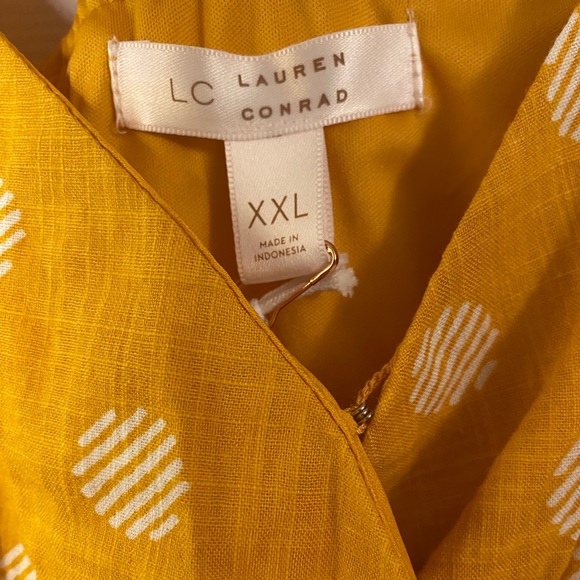 LC LAUREN
CONRAD
XXL
MADE IN
INDONESIA